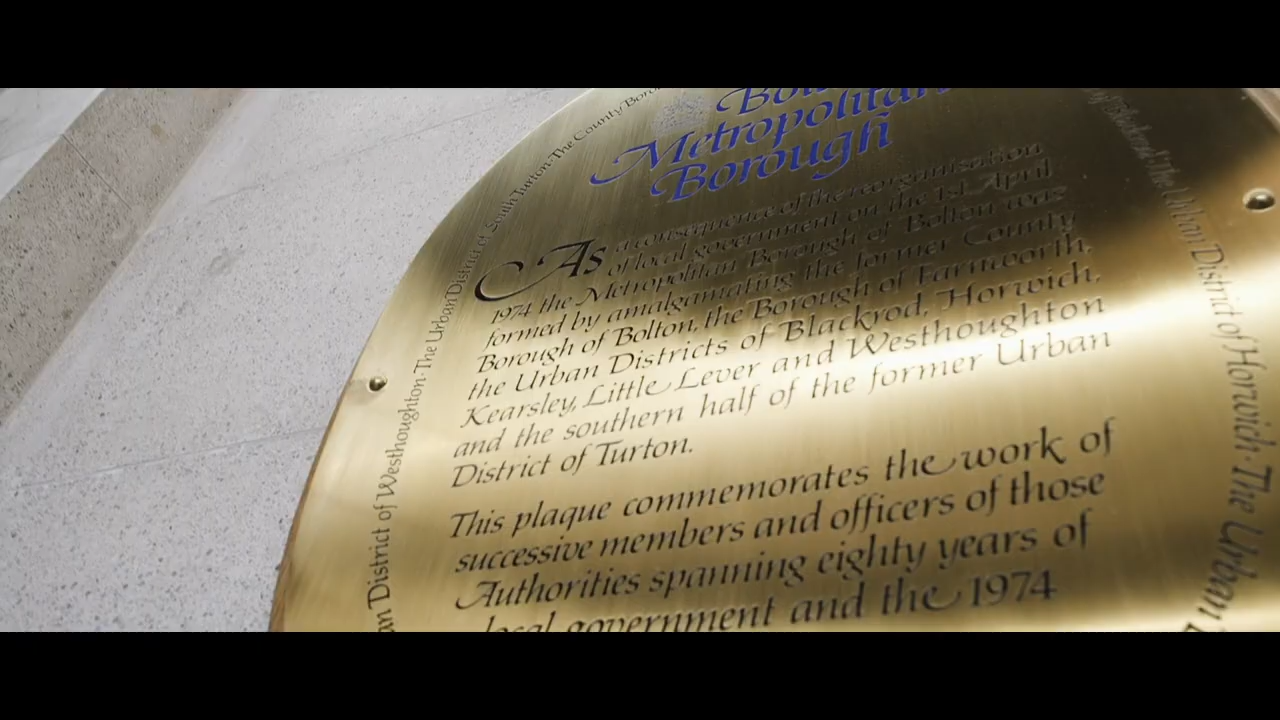 Metropolitan
Borough
As a consequence of the reorganisation
of local government on the 1st April
1974 the Metropolitan Borough of Bolton was
formed by amalgamating the former County
Borough of Bolton, the Borough of Farnworth,
the Urban Districts of Blackrod, Horwich,
Kearsley, Little Lever and Westhoughton
and the southern half of the former Urban
District of Turton.
This plaque commemorates the work of
successive members and officers of those
Authorities spanning eighty years of
local government and the 1974
District of Westhoughton · The Urban District of South Turton · The County
The Urban District of Horwich · The Urban